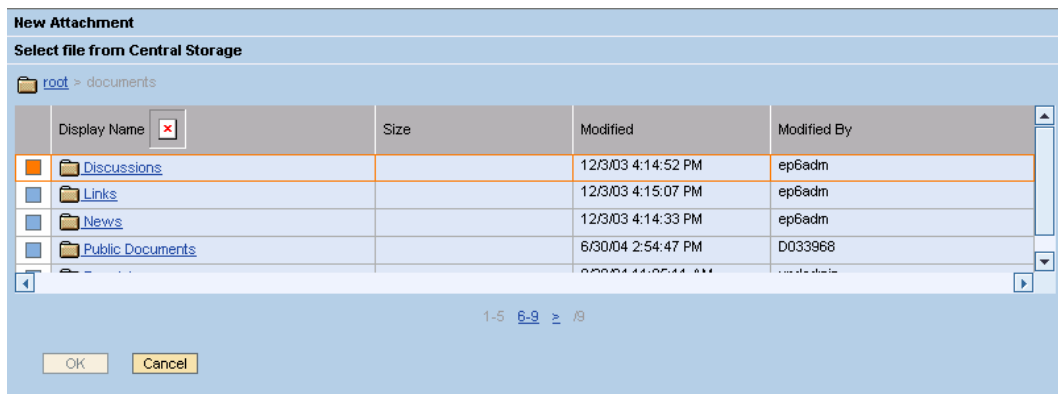 New Attachment
Select file from Central Storage
root > documents
Display Name Size Modified Modified By
Discussions 12/3/03 4:14:52 PM ep6adm
Links 12/3/03 4:15:07 PM ep6adm
News 12/3/03 4:14:33 PM ep6adm
Public Documents 6/30/04 2:54:47 PM D033968
1-5 6-9 > /9
OK Cancel